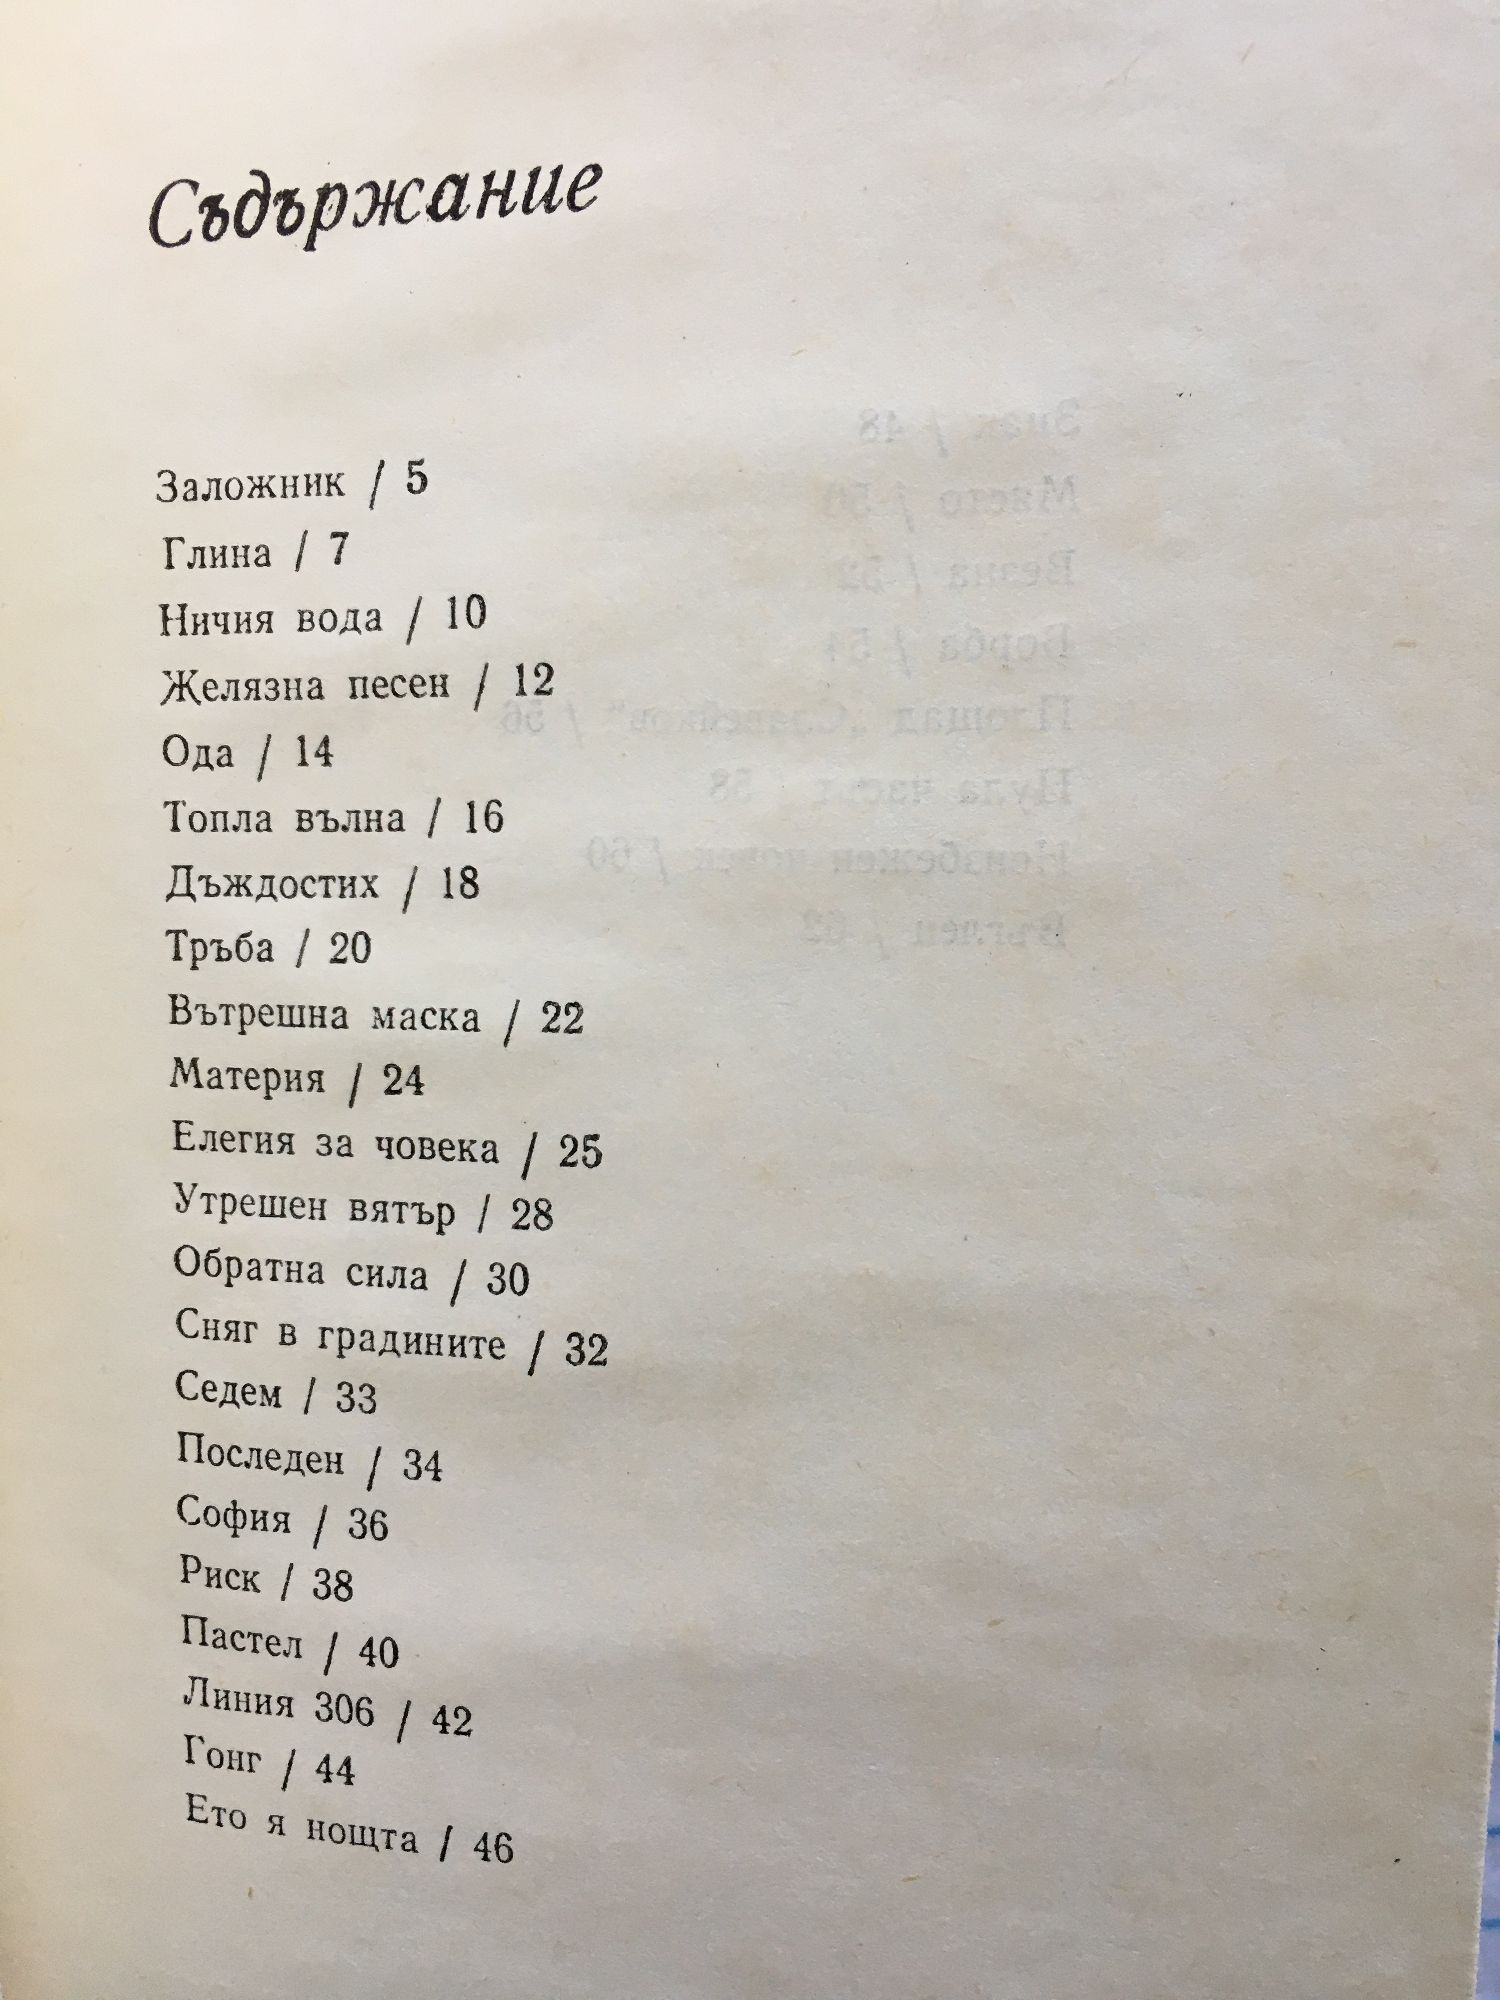 Съдържание
Заложник / 5
Глина / 7
Ничия вода / 10
Желязна песен / 12
Ода / 14
Топла вълна / 16
Дъждостих / 18
Тръба / 20
Вътрешна маска / 22
Материя / 24
Елегия за човека / 25
Утрешен вятър / 28
Обратна сила / 30
Сняг в градините / 32
Седем / 33
Последен / 34
София / 36
Риск / 38
Пастел / 40
Линия 306 / 42
Гонг / 44
Ето я нощта / 46